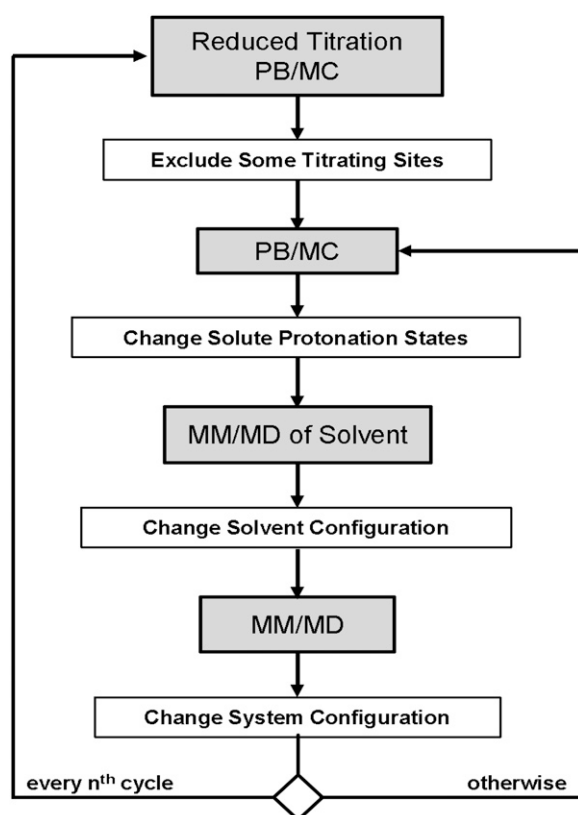 Reduced Titration
PB/MC
Exclude Some Titrating Sites
PB/MC
Change Solute Protonation States
MM/MD of Solvent
Change Solvent Configuration
MM/MD
Change System Configuration
every nth cycle
otherwise